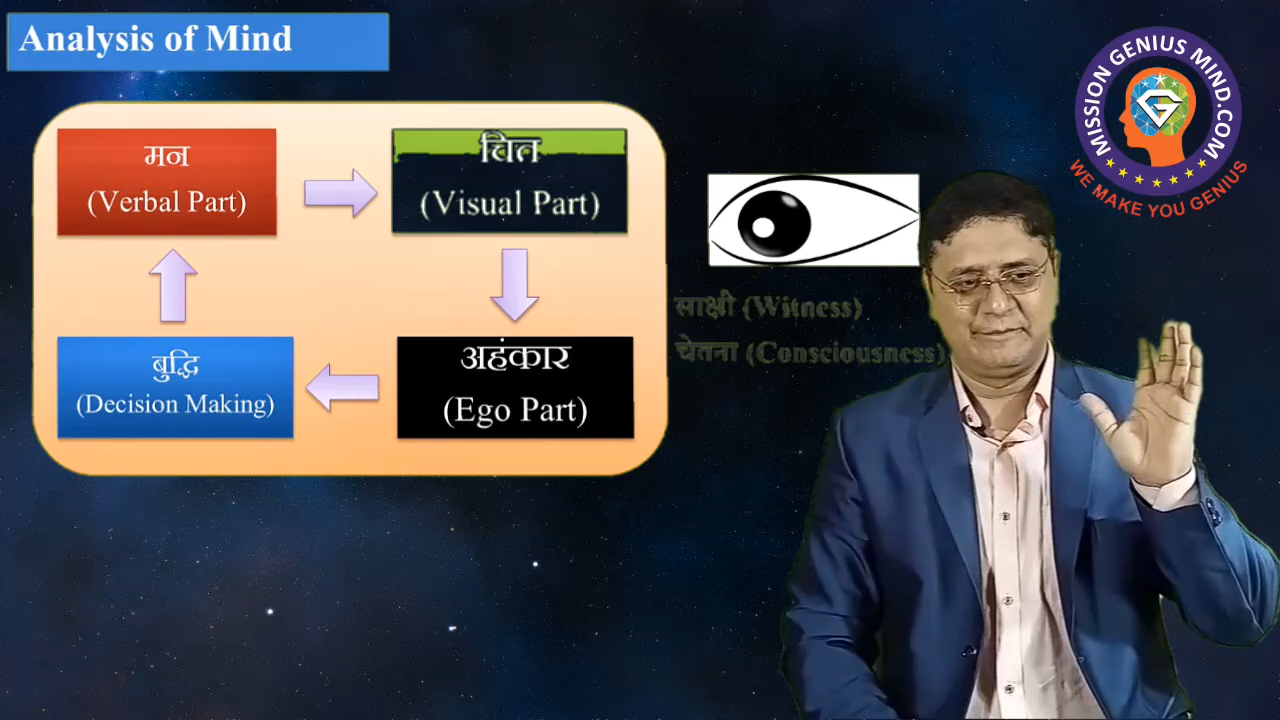 Analysis of Mind
मन
(Verbal Part)
चित
(Visual Part)
अहंकार
(Ego Part)
बुद्धि
(Decision Making)
साक्षी (Witness)
चेतना (Consciousness)
MISSION GENIUS MIND.COM
WE MAKE YOU GENIUS
G